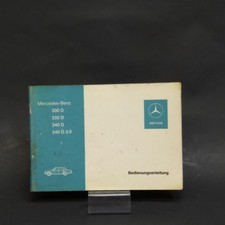 Mercedes-Benz
200 D
220 D
240 D
240 D 3.0
Bedienungsanleitung